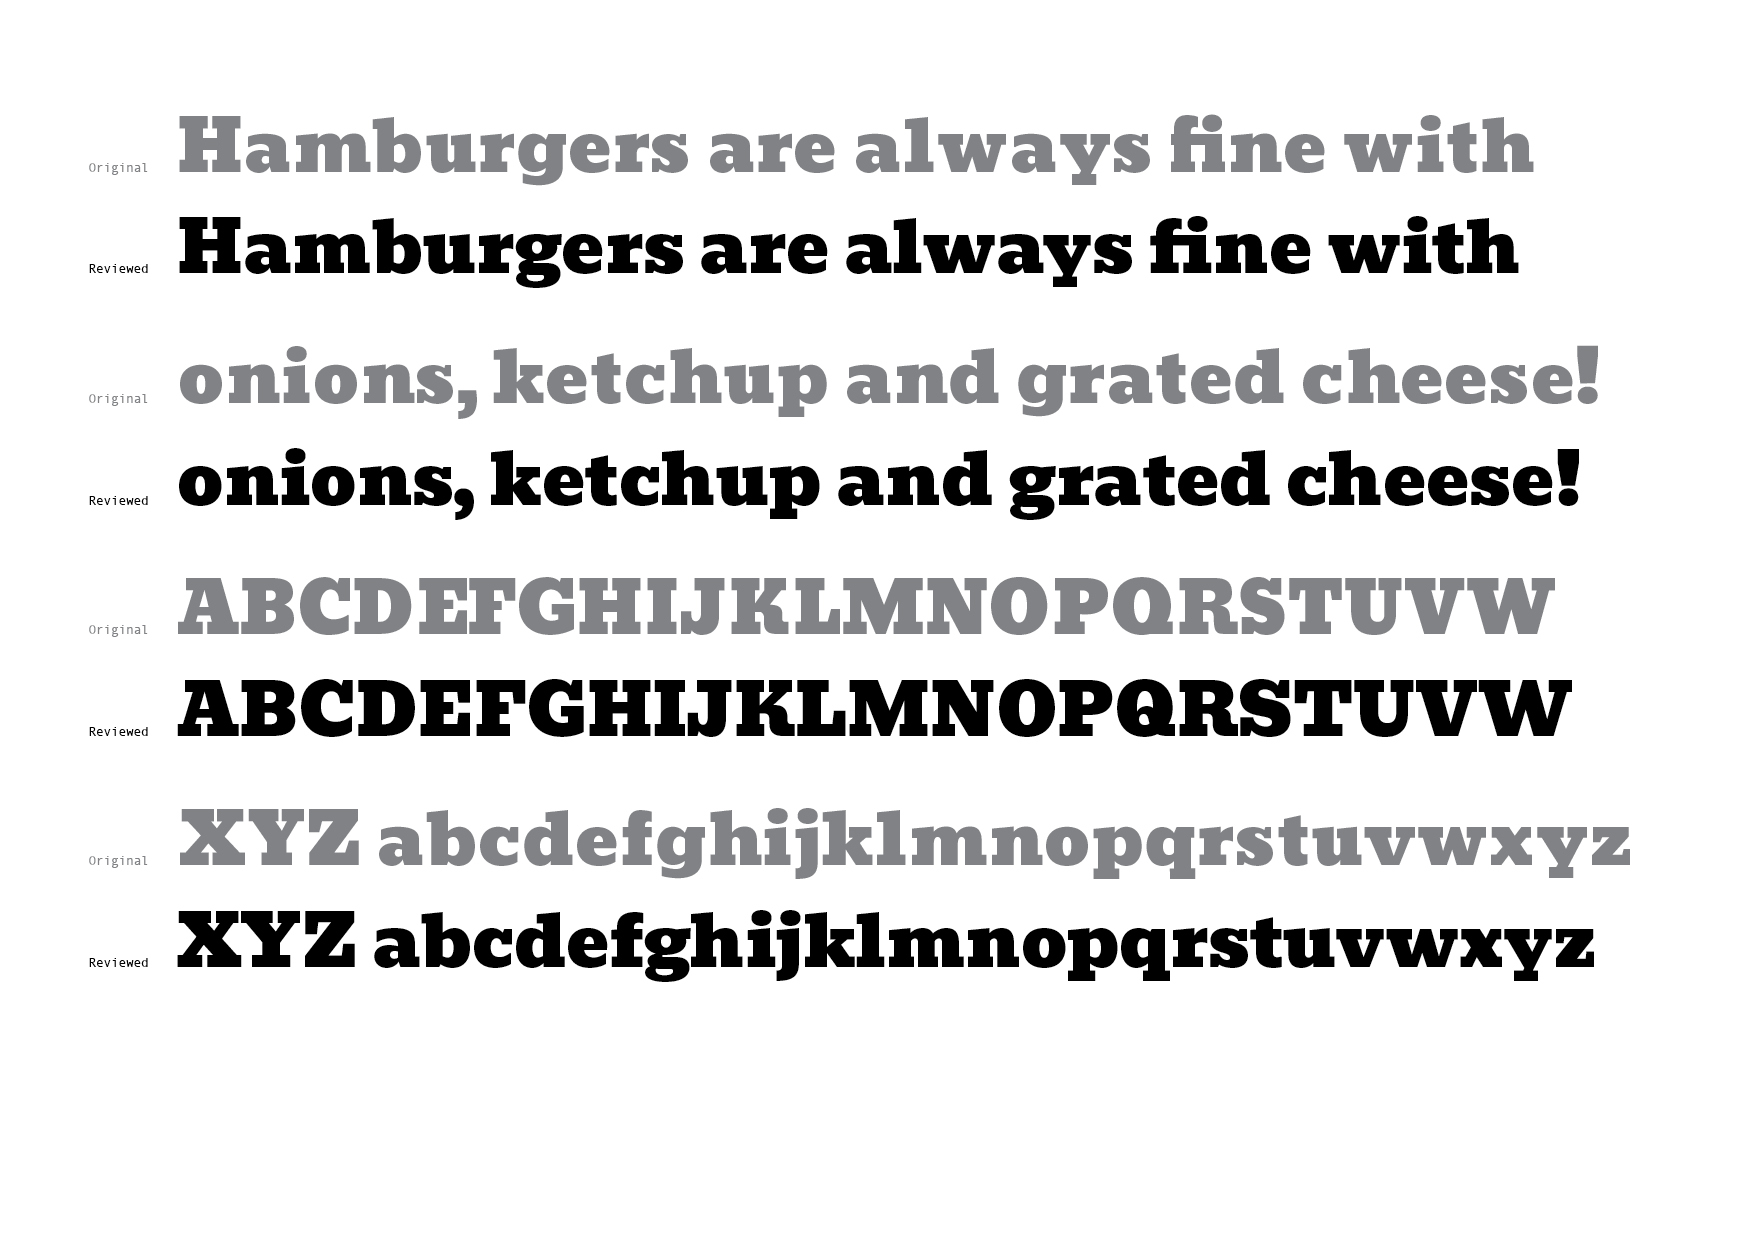 Original Hamburgers are always fine with
Reviewed Hamburgers are always fine with
Original onions, ketchup and grated cheese!
Reviewed onions, ketchup and grated cheese!
Original ABCDEFGHIJKLMNOPQRSTUVW
Reviewed ABCDEFGHIJKLMNOPQRSTUVW
Original XYZ abcdefghijklmnopqrstuvwxyz
Reviewed XYZ abcdefghijklmnopqrstuvwxyz